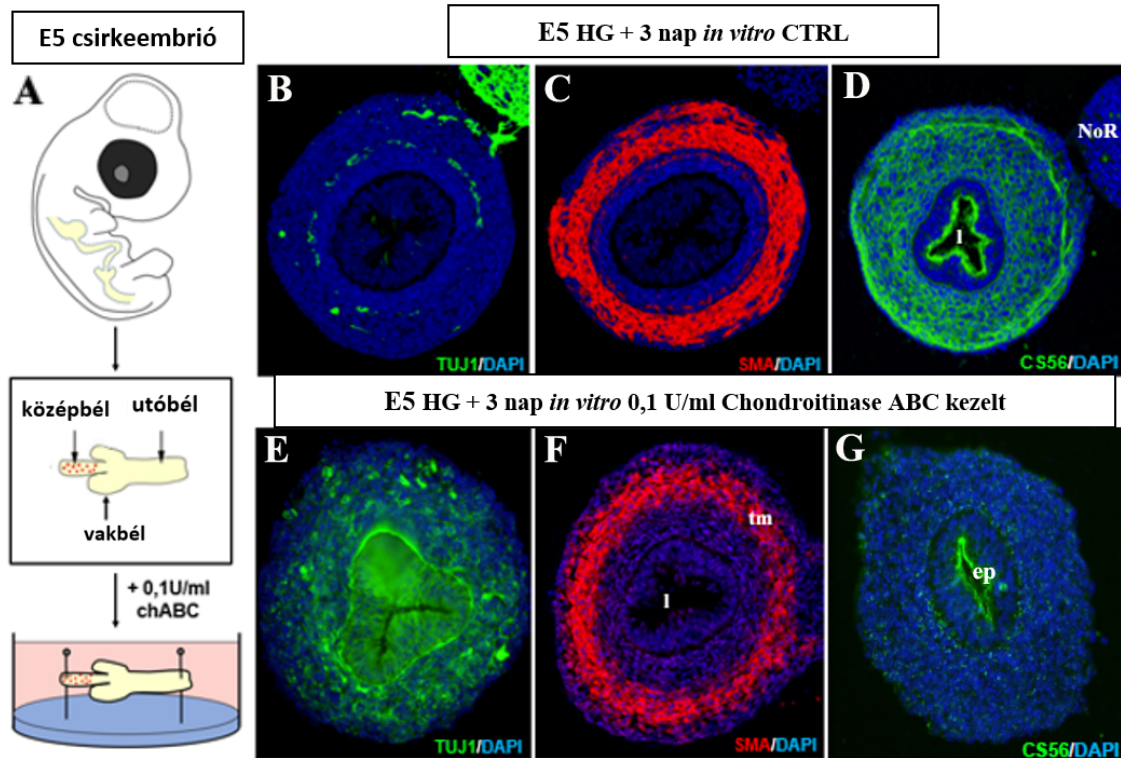 E5 csirkeembrió
A
középbél
utóbél
vakbél
+ 0,1U/ml
chABC
E5 HG + 3 nap in vitro CTRL
B
TUJ1/DAPI
C
SMA/DAPI
D
NoR
l
CS56/DAPI
E5 HG + 3 nap in vitro 0,1 U/ml Chondroitinase ABC kezelt
E
TUJ1/DAPI
F
tm
l
SMA/DAPI
G
ep
CS56/DAPI